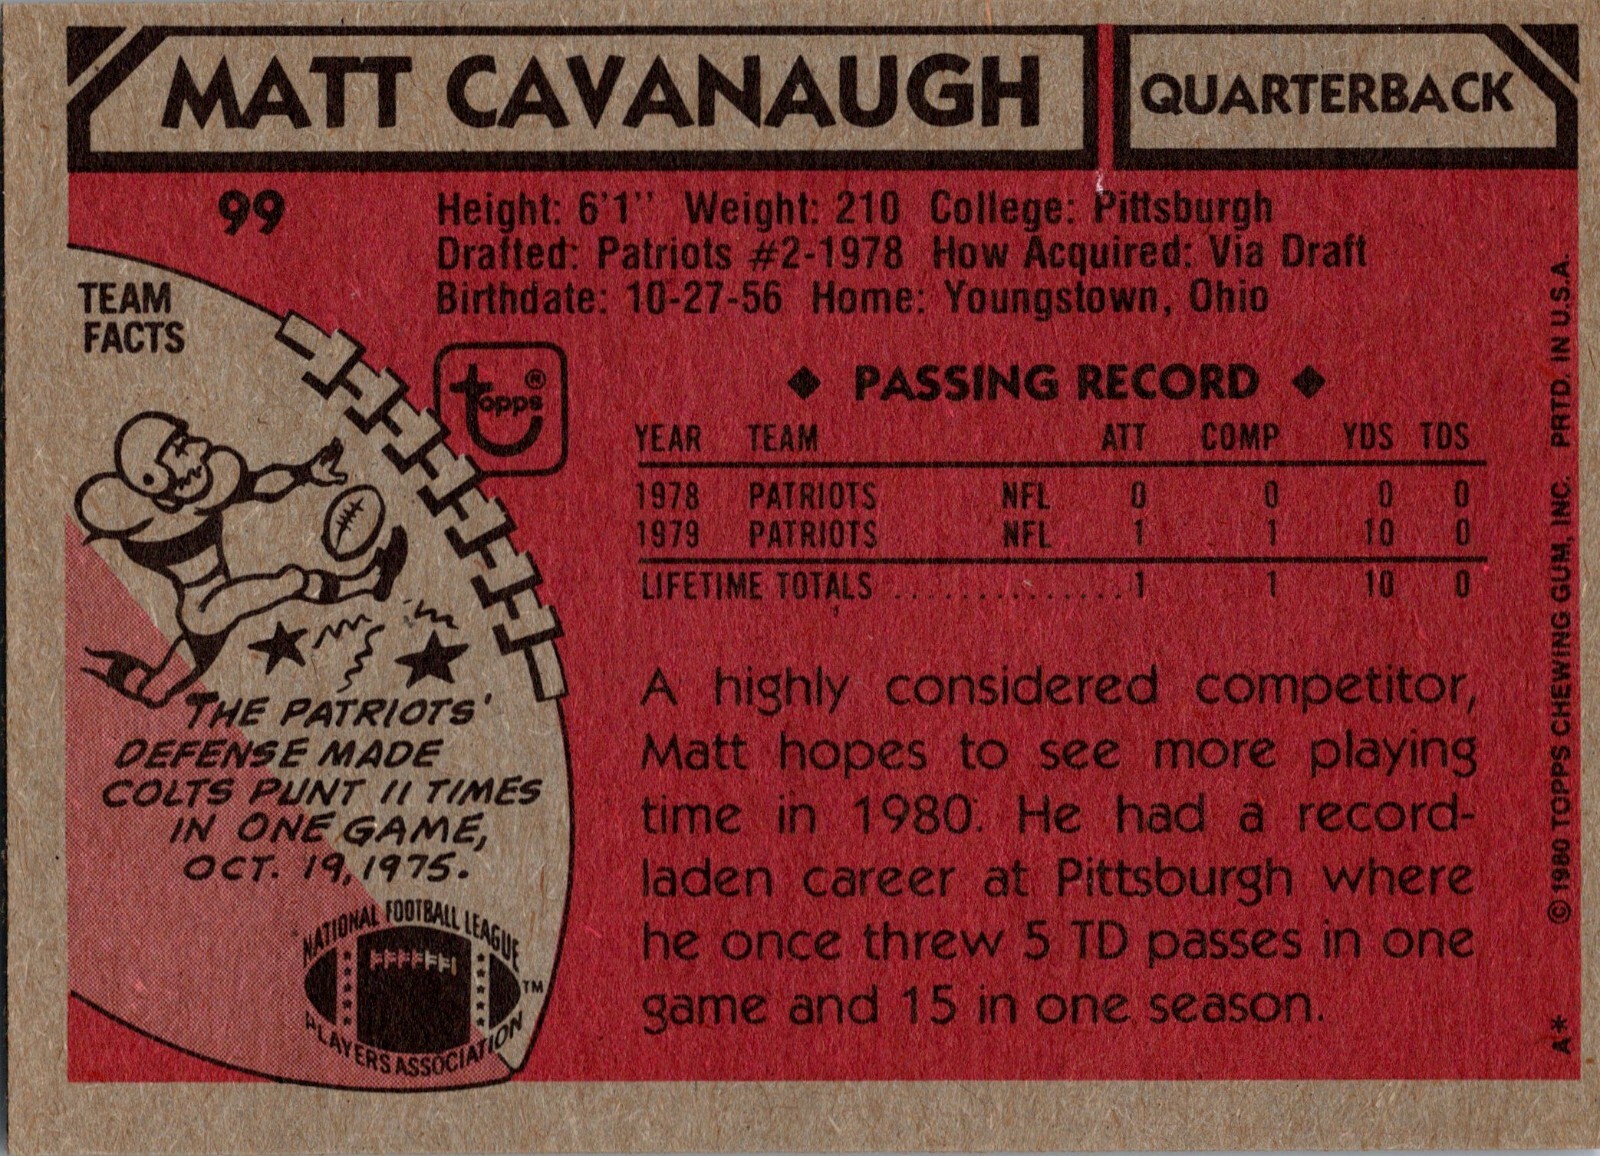 MATT CAVANAUGH
QUARTERBACK
99
Height: 6'1" Weight: 210 College: Pittsburgh
Drafted: Patriots #2-1978 How Acquired: Via Draft
Birthdate: 10-27-56 Home: Youngstown, Ohio
TEAM
FACTS
topps®
◆ PASSING RECORD ◆
YEAR TEAM ATT COMP YDS TDS
1978 PATRIOTS NFL 0 0 0 0
1979 PATRIOTS NFL 1 1 10 0
LIFETIME TOTALS ............... 1 1 10 0
A highly considered competitor,
Matt hopes to see more playing
time in 1980. He had a record-
laden career at Pittsburgh where
he once threw 5 TD passes in one
game and 15 in one season.
THE PATRIOTS'
DEFENSE MADE
COLTS PUNT 11 TIMES
IN ONE GAME,
OCT. 19, 1975.
NATIONAL FOOTBALL LEAGUE
PLAYERS ASSOCIATION
TM
A* © 1980 TOPPS CHEWING GUM, INC. PRTD. IN U.S.A.